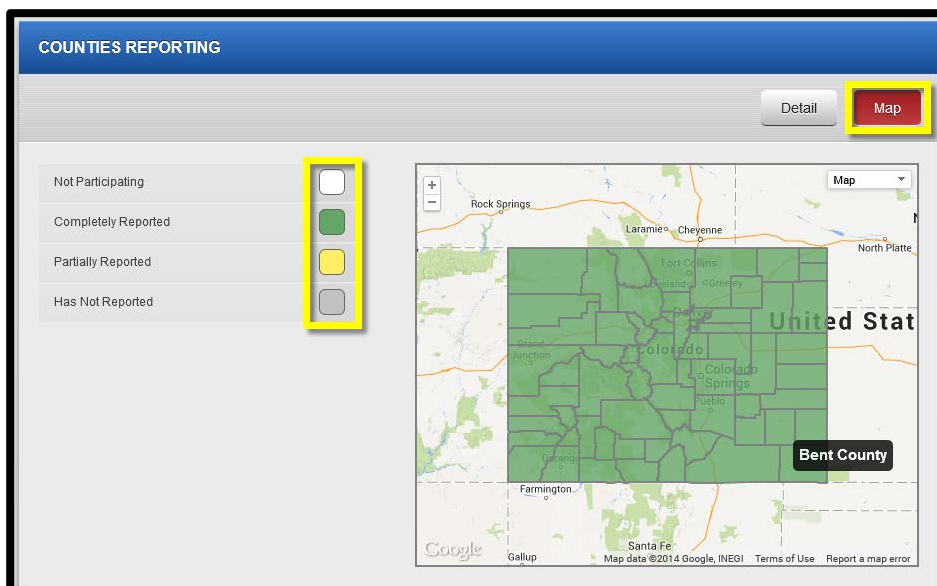 COUNTIES REPORTING
Detail
Map
Not Participating
Completely Reported
Partially Reported
Has Not Reported
+
−
Map
Rock Springs
Laramie
Cheyenne
North Platte
Fort Collins
Greeley
Denver
United Stat
Grand
Junction
Colorado
Colorado
Springs
Pueblo
Bent County
Durango
Farmington
Santa Fe
Gallup
Google
Map data ©2014 Google, INEGI
Terms of Use
Report a map error